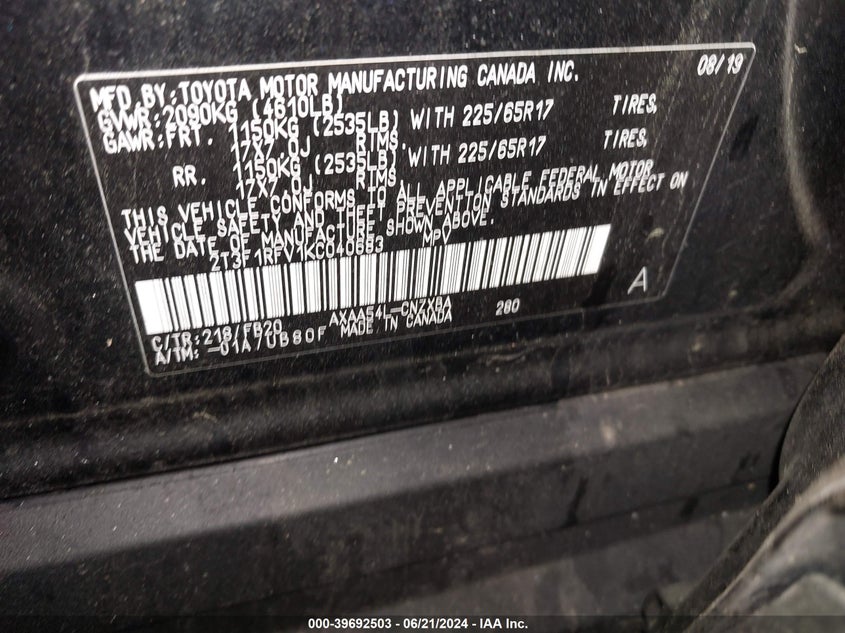 MFD. BY: TOYOTA MOTOR MANUFACTURING CANADA INC. 08/19
GVWR: 2090KG (4610LB)
GAWR: FRT. 1150KG (2535LB) WITH 225/65R17 TIRES,
17X7.0J RIMS,
RR. 1150KG (2535LB) WITH 225/65R17 TIRES,
17X7.0J RIMS
THIS VEHICLE CONFORMS TO ALL APPLICABLE FEDERAL MOTOR
VEHICLE SAFETY AND THEFT PREVENTION STANDARDS IN EFFECT ON
THE DATE OF MANUFACTURE SHOWN ABOVE.
2T3F1RFV1KC040683 MPV
A
C/TR: 218/FB20 AXAA54L-CNZXBA 280
A/TM: -01A/UB80F MADE IN CANADA
000-39692503 / 06/21/2024 - IAA Inc.